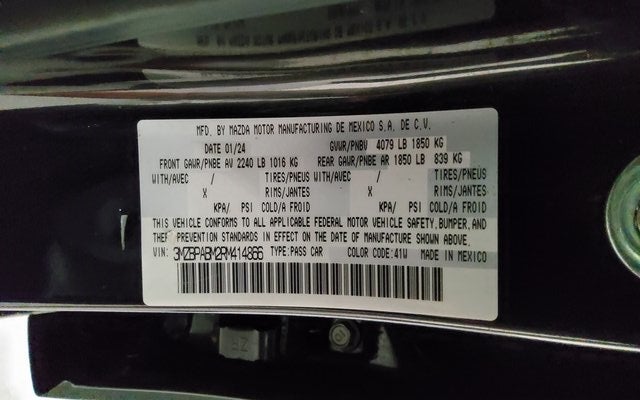 MFD. BY MAZDA MOTOR MANUFACTURING DE MEXICO S.A. DE C.V.
DATE 01/24 GVWR/PNBV 4079 LB 1850 KG
FRONT GAWR/PNBE AV 2240 LB 1016 KG REAR GAWR/PNBE AR 1850 LB 839 KG
WITH/AVEC / TIRES/PNEUS WITH/AVEC / TIRES/PNEUS
X RIMS/JANTES X RIMS/JANTES
KPA/ PSI COLD/A FROID KPA/ PSI COLD/A FROID
THIS VEHICLE CONFORMS TO ALL APPLICABLE FEDERAL MOTOR VEHICLE SAFETY, BUMPER, AND
THEFT PREVENTION STANDARDS IN EFFECT ON THE DATE OF MANUFACTURE SHOWN ABOVE.
VIN: 3MZBPABM2RM414866 TYPE:PASS CAR COLOR CODE:41W MADE IN MEXICO